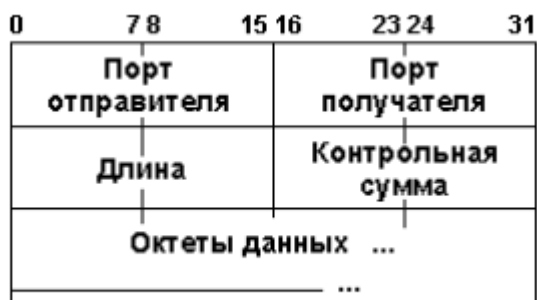 0 7 8 15 16 23 24 31
Порт Порт
отправителя получателя
Длина Контрольная
сумма
Октеты данных ...
...